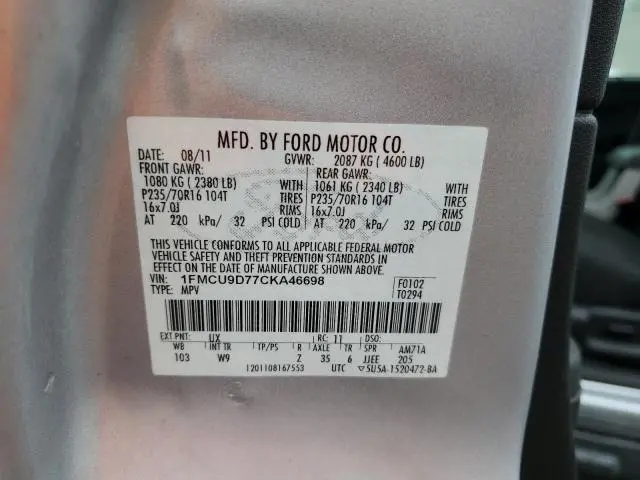 MFD. BY FORD MOTOR CO.
DATE: 08/11 GVWR: 2087 KG ( 4600 LB)
FRONT GAWR: REAR GAWR:
1080 KG ( 2380 LB) WITH 1061 KG ( 2340 LB) WITH
P235/70R16 104T TIRES P235/70R16 104T TIRES
16x7.0J RIMS 16x7.0J RIMS
AT 220 kPa/ 32 PSI COLD AT 220 kPa/ 32 PSI COLD
THIS VEHICLE CONFORMS TO ALL APPLICABLE FEDERAL MOTOR
VEHICLE SAFETY AND BUMPER AND THEFT PREVENTION STANDARDS IN
EFFECT ON THE DATE OF MANUFACTURE SHOWN ABOVE.
VIN: 1FMCU9D77CKA46698 F0102
TYPE: MPV T0294
EXT PNT: UX RC: 11 DSO:
WB INT TR TP/PS R AXLE TR SPR AM71A
103 W9 Z 35 6 JJEE 205
1201108167553 UTC ▽SU5A-1520472-BA